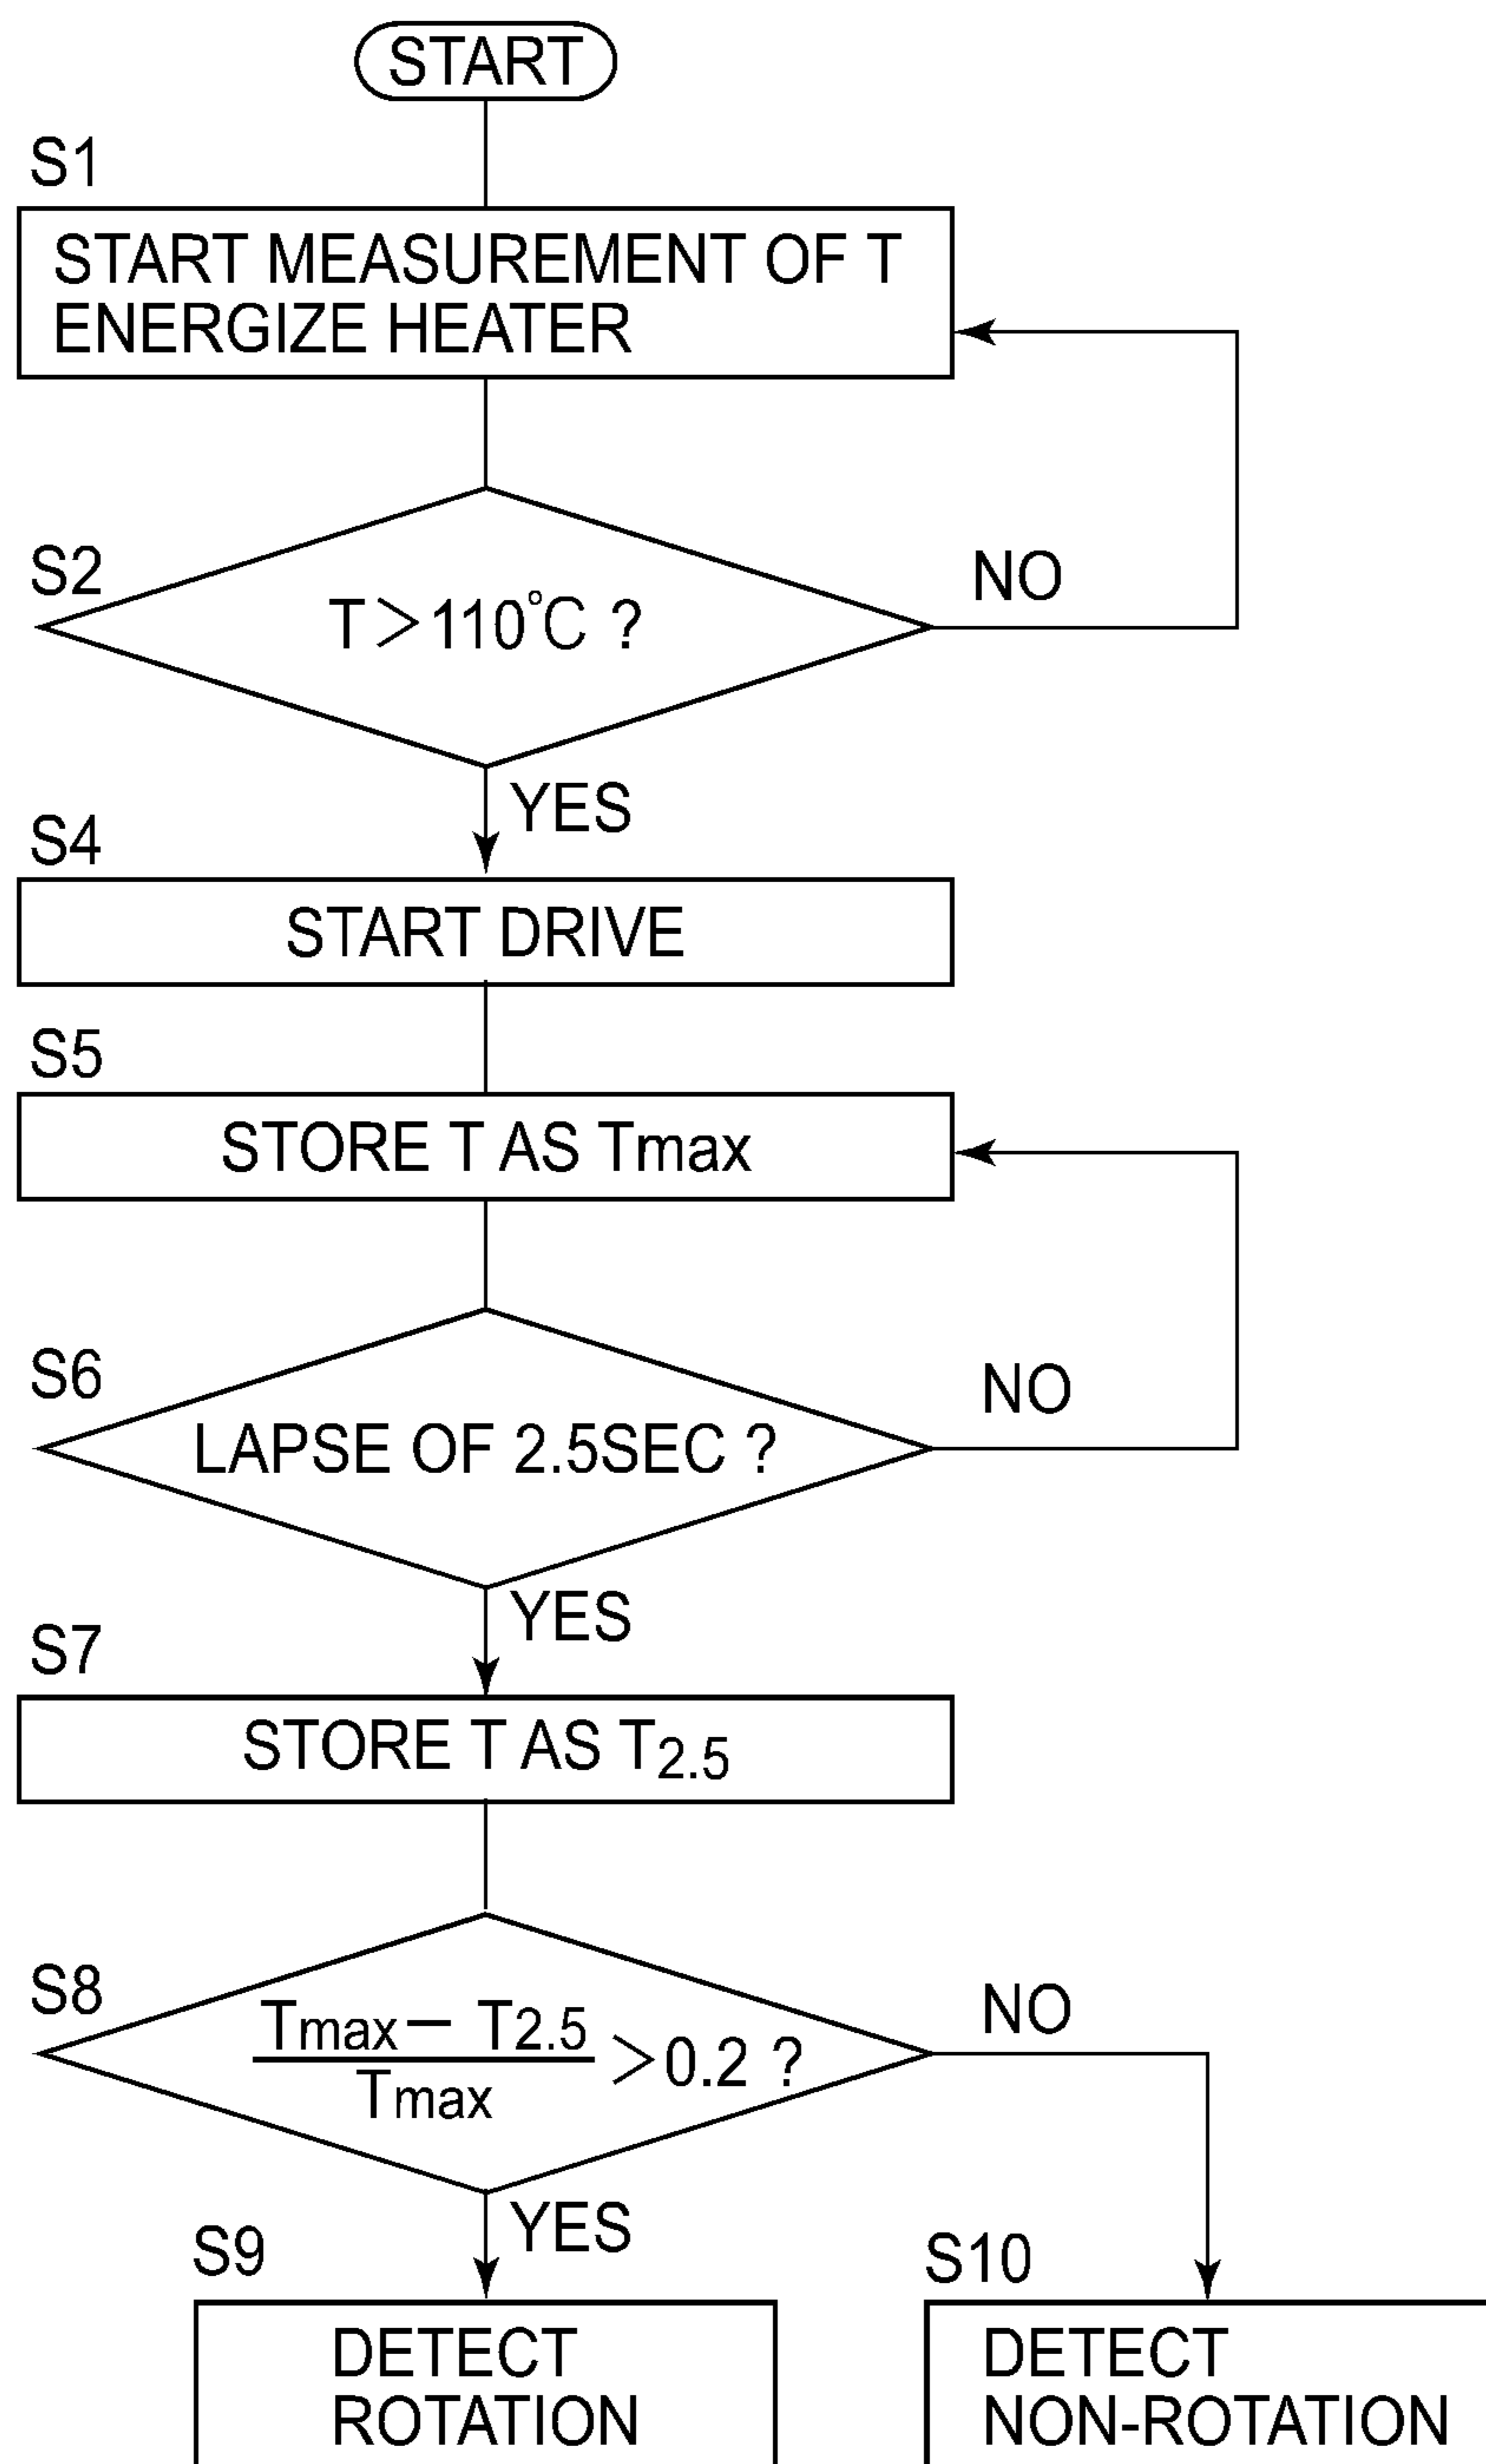 START
S1
START MEASUREMENT OF T
ENERGIZE HEATER
S2
T>110°C ?
NO
YES
S4
START DRIVE
S5
STORE T AS Tmax
S6
LAPSE OF 2.5SEC ?
NO
YES
S7
STORE T AS T2.5
S8
Tmax− T2.5
Tmax
>0.2 ?
NO
YES
S9
DETECT
ROTATION
S10
DETECT
NON-ROTATION